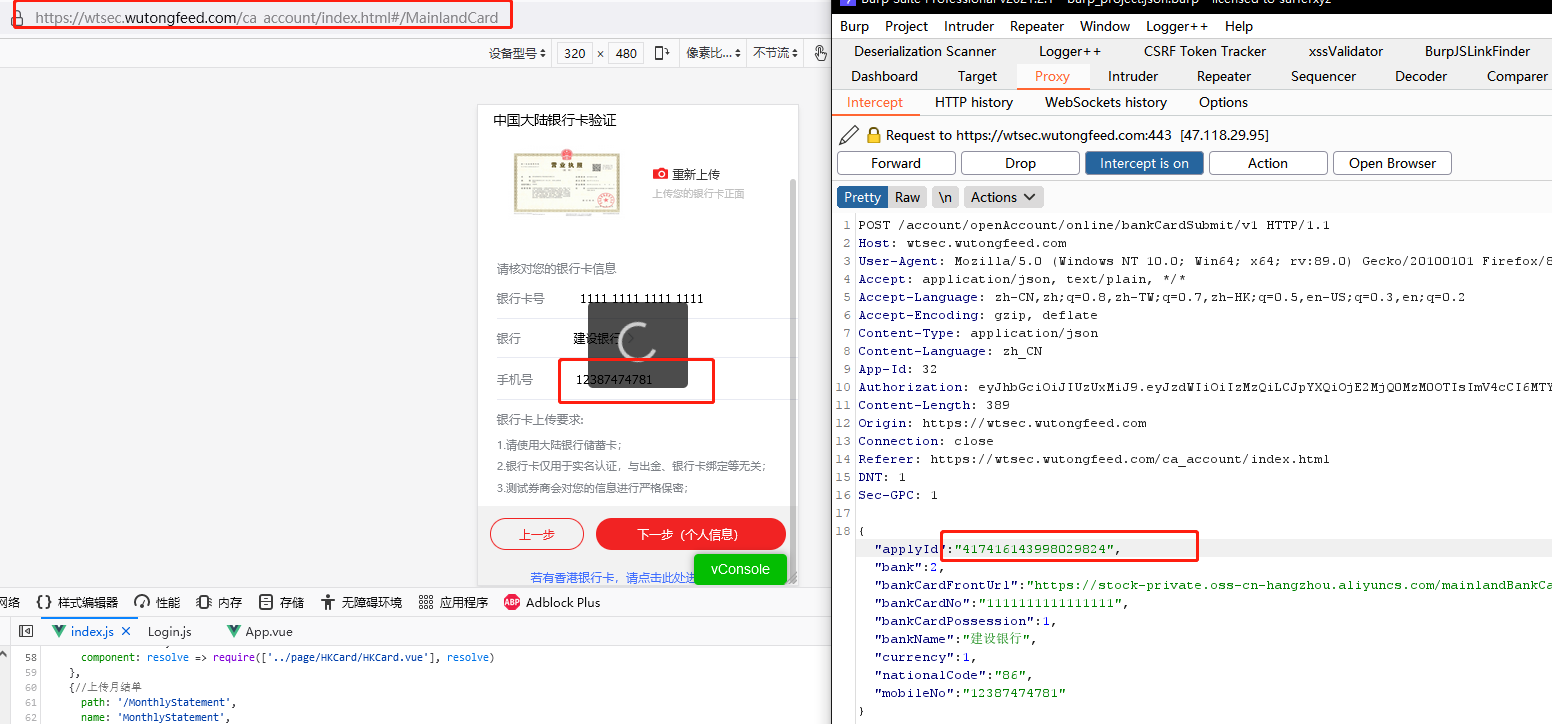 https://wtsec.wutongfeed.com/ca_account/index.html#/MainlandCard
设备型号 320 × 480 像素比... 不节流
中国大陆银行卡验证
营业执照
重新上传
上传您的银行卡正面
请核对您的银行卡信息
银行卡号 1111 1111 1111 1111
银行 建设银行
手机号 12387474781
银行卡上传要求:
1.请使用大陆银行储蓄卡；
2.银行卡仅用于实名认证，与出金、银行卡绑定等无关；
3.测试券商会对您的信息进行严格保密；
上一步 下一步（个人信息）
若有香港银行卡，请点击此处进
vConsole
网络 {} 样式编辑器 性能 内存 存储 无障碍环境 应用程序 ABP Adblock Plus
index.js × Login.js App.vue
58 component: resolve => require(['../page/HKCard/HKCard.vue'], resolve)
59 },
60 {//上传月结单
61 path: '/MonthlyStatement',
62 name: 'MonthlyStatement',
Burp Suite Professional v2021.2.1 - Burp_project.json.burp - licensed to surferxyz
Burp Project Intruder Repeater Window Logger++ Help
Deserialization Scanner Logger++ CSRF Token Tracker xssValidator BurpJSLinkFinder
Dashboard Target Proxy Intruder Repeater Sequencer Decoder Comparer
Intercept HTTP history WebSockets history Options
Request to https://wtsec.wutongfeed.com:443 [47.118.29.95]
Forward Drop Intercept is on Action Open Browser
Pretty Raw \n Actions
1 POST /account/openAccount/online/bankCardSubmit/v1 HTTP/1.1
2 Host: wtsec.wutongfeed.com
3 User-Agent: Mozilla/5.0 (Windows NT 10.0; Win64; x64; rv:89.0) Gecko/20100101 Firefox/8
4 Accept: application/json, text/plain, */*
5 Accept-Language: zh-CN,zh;q=0.8,zh-TW;q=0.7,zh-HK;q=0.5,en-US;q=0.3,en;q=0.2
6 Accept-Encoding: gzip, deflate
7 Content-Type: application/json
8 Content-Language: zh_CN
9 App-Id: 32
10 Authorization: eyJhbGciOiJIUzUxMiJ9.eyJzdWIiOiIzMzQiLCJpYXQiOjE2MjQ0MzM0OTIsImV4cCI6MTY
11 Content-Length: 389
12 Origin: https://wtsec.wutongfeed.com
13 Connection: close
14 Referer: https://wtsec.wutongfeed.com/ca_account/index.html
15 DNT: 1
16 Sec-GPC: 1
17
18 {
"applyId":"417416143998029824",
"bank":2,
"bankCardFrontUrl":"https://stock-private.oss-cn-hangzhou.aliyuncs.com/mainlandBankCa
"bankCardNo":"1111111111111111",
"bankCardPossession":1,
"bankName":"建设银行",
"currency":1,
"nationalCode":"86",
"mobileNo":"12387474781"
}